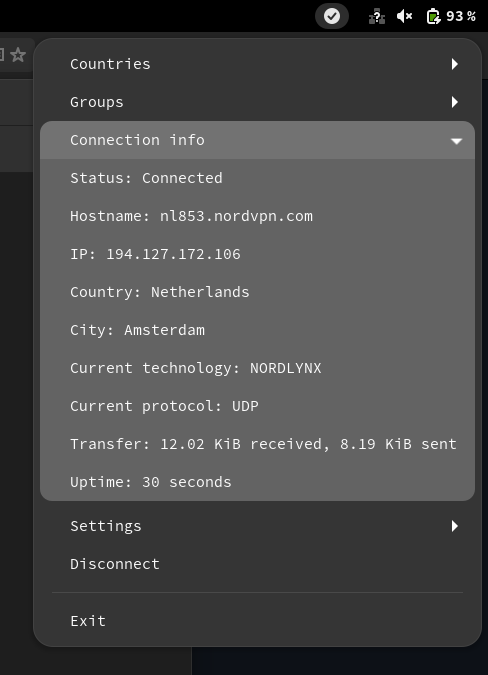 93 %
Countries
Groups
Connection info
Status: Connected
Hostname: nl853.nordvpn.com
IP: 194.127.172.106
Country: Netherlands
City: Amsterdam
Current technology: NORDLYNX
Current protocol: UDP
Transfer: 12.02 KiB received, 8.19 KiB sent
Uptime: 30 seconds
Settings
Disconnect
Exit